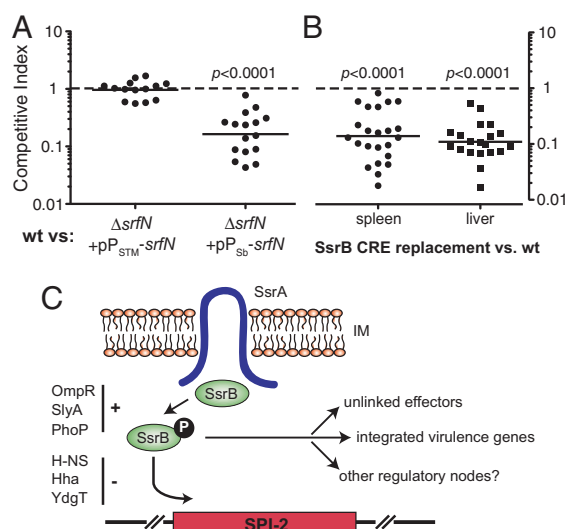 A
B
Competitive Index
10
1
0.1
0.01
p<0.0001
p<0.0001
p<0.0001
10
1
0.1
0.01
wt vs:
ΔsrfN
+pPSTM-srfN
ΔsrfN
+pPSb-srfN
spleen
liver
SsrB CRE replacement vs. wt
C
SsrA
IM
SsrB
OmpR
SlyA
PhoP
+
P
SsrB
unlinked effectors
integrated virulence genes
other regulatory nodes?
H-NS
Hha
YdgT
-
SPI-2